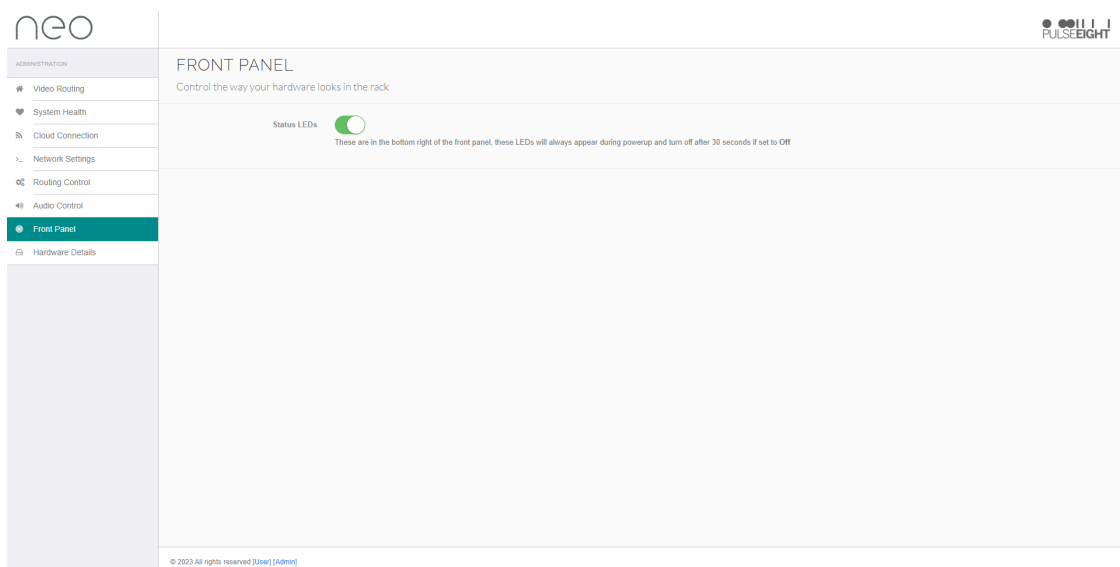 neo
PULSEEIGHT
ADMINISTRATION
Video Routing
System Health
Cloud Connection
Network Settings
Routing Control
Audio Control
Front Panel
Hardware Details
FRONT PANEL
Control the way your hardware looks in the rack
Status LEDs
These are in the bottom right of the front panel, these LEDs will always appear during powerup and turn off after 30 seconds if set to Off
© 2023 All rights reserved [User] [Admin]